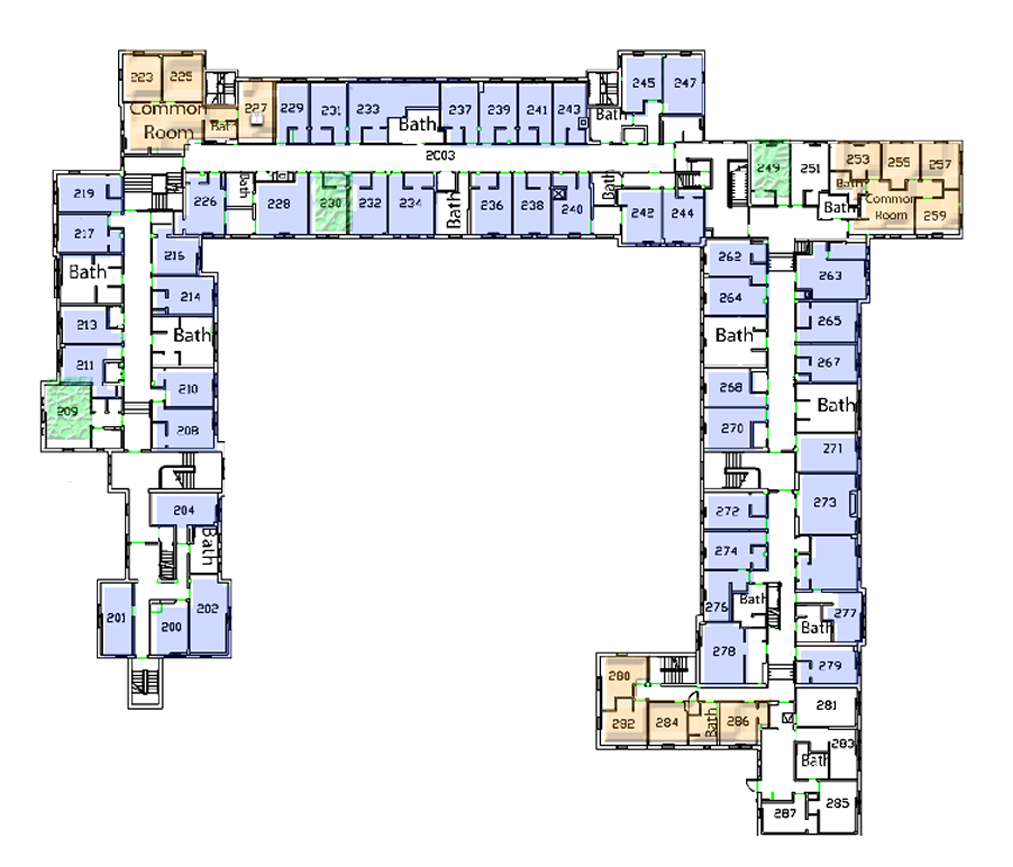 223
225
Common
Room
Bath
227
229
231
233
Bath
237
239
241
243
Bath
245
247
2C03
249
251
253
255
257
Bath
Common
Room
259
Bath
219
226
Bath
228
230
232
234
Bath
236
238
240
Bath
242
244
217
216
Bath
214
213
Bath
211
210
209
208
204
Bath
201
200
202
262
263
264
265
Bath
267
268
Bath
270
271
272
273
274
276
Bath
277
Bath
278
279
280
281
292
284
Bath
286
283
Bath
285
287